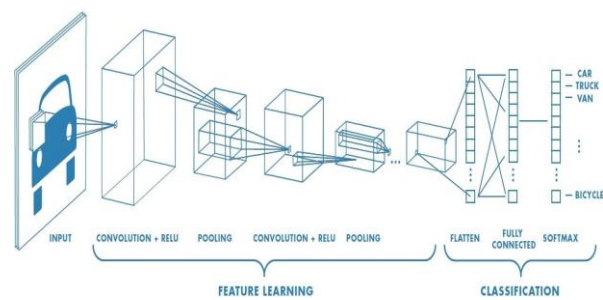 CAR
TRUCK
VAN
BICYCLE
INPUT
CONVOLUTION + RELU
POOLING
CONVOLUTION + RELU
POOLING
FLATTEN
FULLY
CONNECTED
SOFTMAX
FEATURE LEARNING
CLASSIFICATION